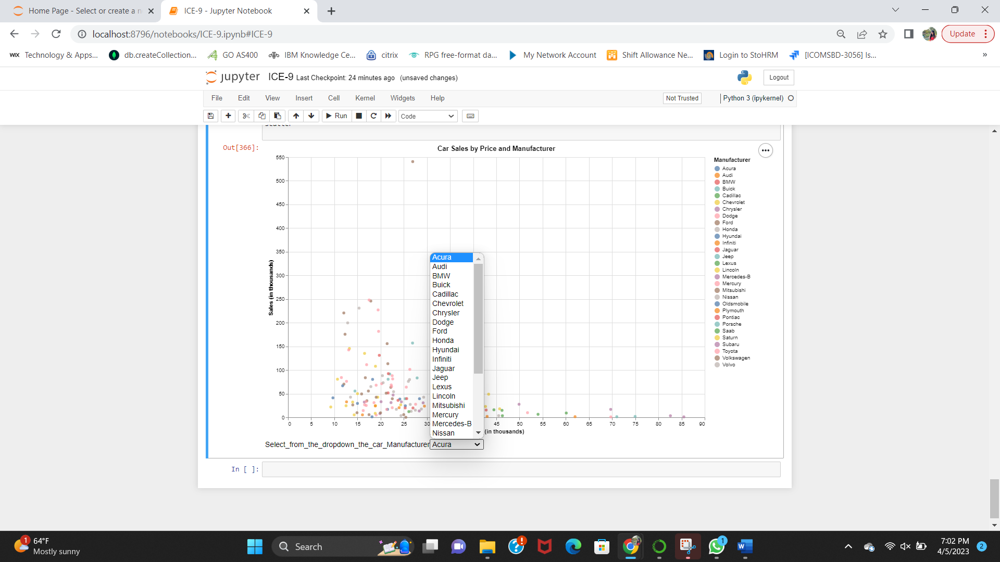 Home Page - Select or create a n
ICE-9 - Jupyter Notebook
localhost:8796/notebooks/ICE-9.ipynb#ICE-9
Update
WIX Technology & Apps...
db.createCollection...
GO AS400
IBM Knowledge Ce...
citrix
RPG free-format da...
My Network Account
Shift Allowance Ne...
Login to StoHRM
[ICOMSBD-3056] Is...
»
jupyter ICE-9 Last Checkpoint: 24 minutes ago (unsaved changes)
Logout
File Edit View Insert Cell Kernel Widgets Help
Not Trusted
Python 3 (ipykernel)
Run
Code
Out[366]:
Car Sales by Price and Manufacturer
550
500
450
400
350
300
250
200
150
100
50
0
Sales (in thousands)
0 5 10 15 20 25 30 45 50 55 60 65 70 75 80 85 90
(in thousands)
Manufacturer
Acura
Audi
BMW
Buick
Cadillac
Chevrolet
Chrysler
Dodge
Ford
Honda
Hyundai
Infiniti
Jaguar
Jeep
Lexus
Lincoln
Mercedes-B
Mercury
Mitsubishi
Nissan
Oldsmobile
Plymouth
Pontiac
Porsche
Saab
Saturn
Subaru
Toyota
Volkswagen
Volvo
Acura
Audi
BMW
Buick
Cadillac
Chevrolet
Chrysler
Dodge
Ford
Honda
Hyundai
Infiniti
Jaguar
Jeep
Lexus
Lincoln
Mitsubishi
Mercury
Mercedes-B
Nissan
Select_from_the_dropdown_the_car_Manufacturer Acura
In [ ]:
1
64°F
Mostly sunny
Search
1
7:02 PM
4/5/2023
2